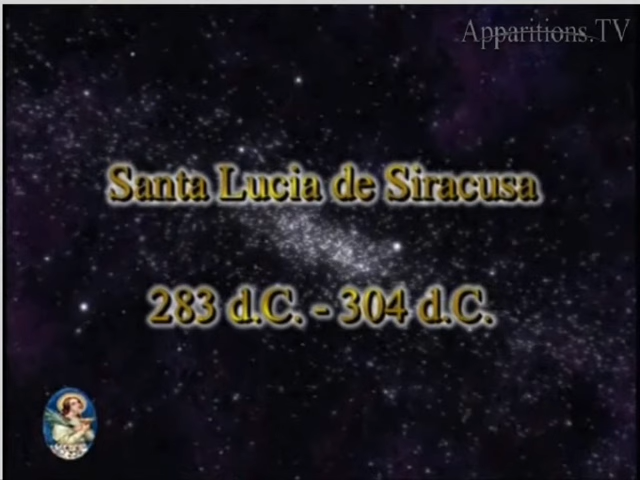 Apparitions.TV
Santa Lucia de Siracusa
283 d.C. - 304 d.C.